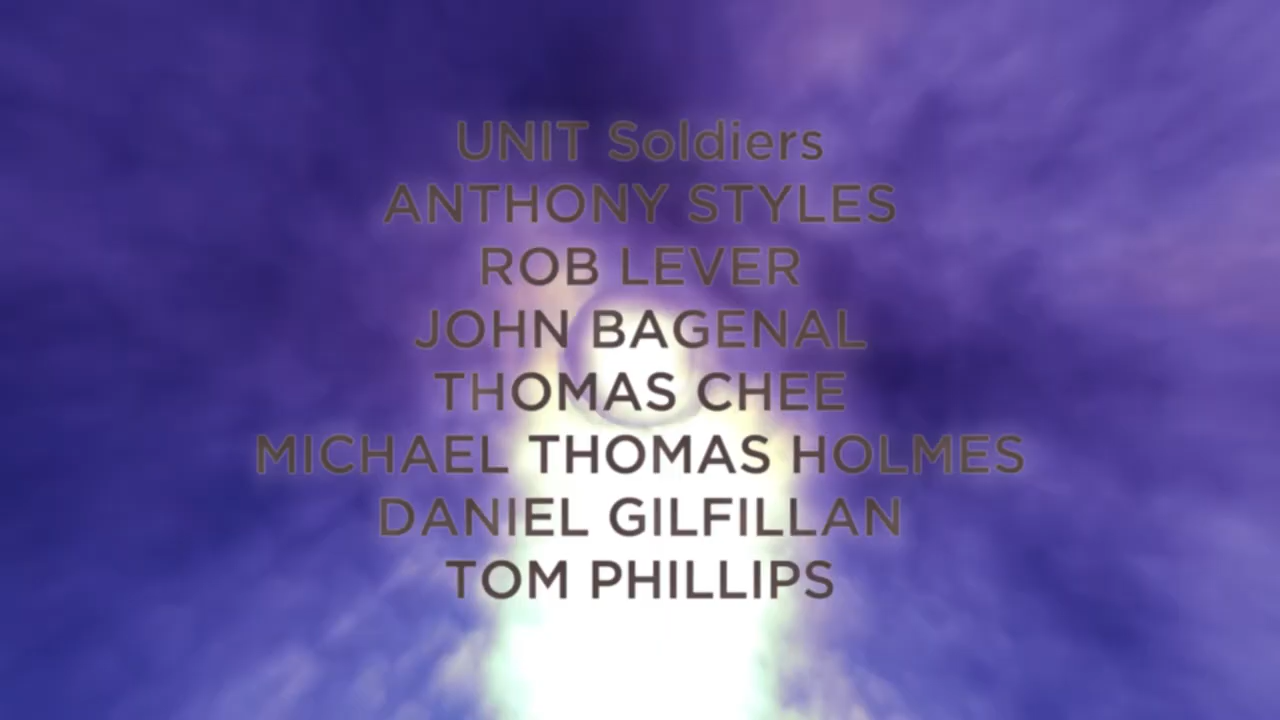 UNIT Soldiers
ANTHONY STYLES
ROB LEVER
JOHN BAGENAL
THOMAS CHEE
MICHAEL THOMAS HOLMES
DANIEL GILFILLAN
TOM PHILLIPS